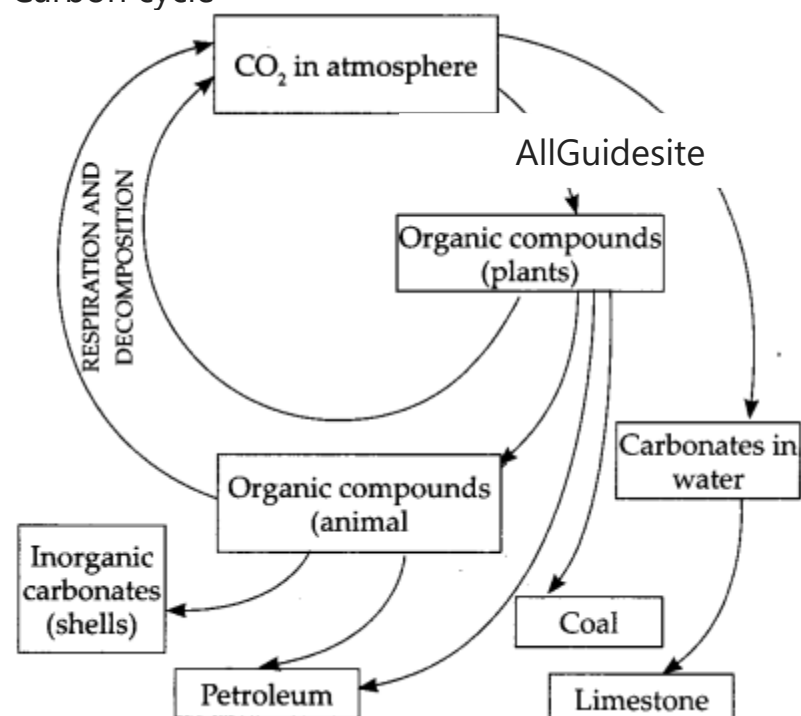 Carbon cycle
CO₂ in atmosphere
AllGuidesite
Organic compounds
(plants)
RESPIRATION AND
DECOMPOSITION
Carbonates in
water
Organic compounds
(animal
Inorganic
carbonates
(shells)
Coal
Petroleum
Limestone